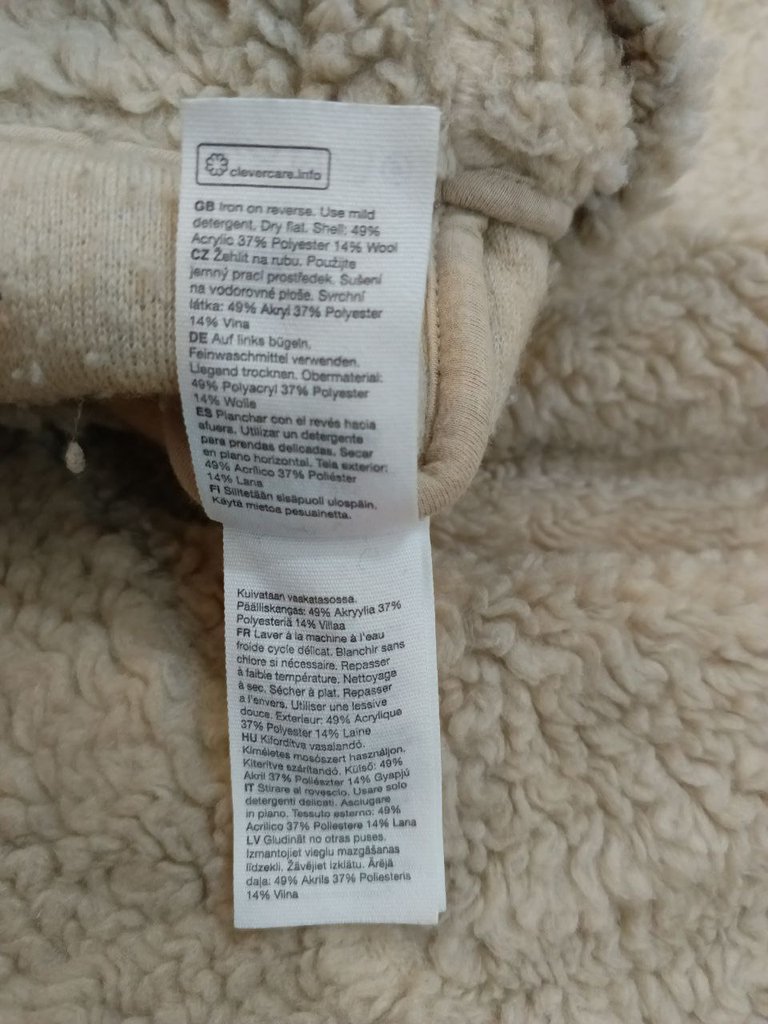 clevercare.info
GB Iron on reverse. Use mild
detergent. Dry flat. Shell: 49%
Acrylic 37% Polyester 14% Wool
CZ Žehlit na rubu. Použijte
jemný prací prostředek. Sušení
na vodorovné ploše. Svrchní
látka: 49% Akryl 37% Polyester
14% Vlna
DE Auf links bügeln.
Feinwaschmittel verwenden.
Liegend trocknen. Obermaterial:
49% Polyacryl 37% Polyester
14% Wolle
ES Planchar con el revés hacia
afuera. Utilizar un detergente
para prendas delicadas. Secar
en plano horizontal. Tela exterior:
49% Acrílico 37% Poliéster
14% Lana
FI Silitetään sisäpuoli ulospäin.
Käytä mietoa pesuainetta.
Kuivataan vaakatasossa.
Päälliskangas: 49% Akryylia 37%
Polyesteriä 14% Villaa
FR Laver à la machine à l'eau
froide cycle délicat. Blanchir sans
chlore si nécessaire. Repasser
à faible température. Nettoyage
à sec. Sécher à plat. Repasser
a l'envers. Utiliser une lessive
douce. Exterieur: 49% Acrylique
37% Polyester 14% Laine
HU Kifordítva vasalandó.
Kíméletes mosószert használjon.
Kiterítve szárítandó. Külső: 49%
Akril 37% Poliészter 14% Gyapjú
IT Stirare al rovescio. Usare solo
detergenti delicati. Asciugare
in piano. Tessuto esterno: 49%
Acrilico 37% Poliestere 14% Lana
LV Gludināt no otras puses.
Izmantojiet vieglu mazgāšanas
līdzekli. Žāvējiet izklātu. Ārējā
daļa: 49% Akrils 37% Poliesteris
14% Vilna